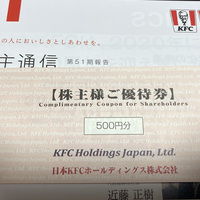 の人においしさとしあわせを。
KFC
主通信 第51期報告
【株主様ご優待券】
Complimentary Coupon for Shareholders
500円分
KFC Holdings Japan, Ltd.
日本KFCホールディングス株式会社
近藤 正樹